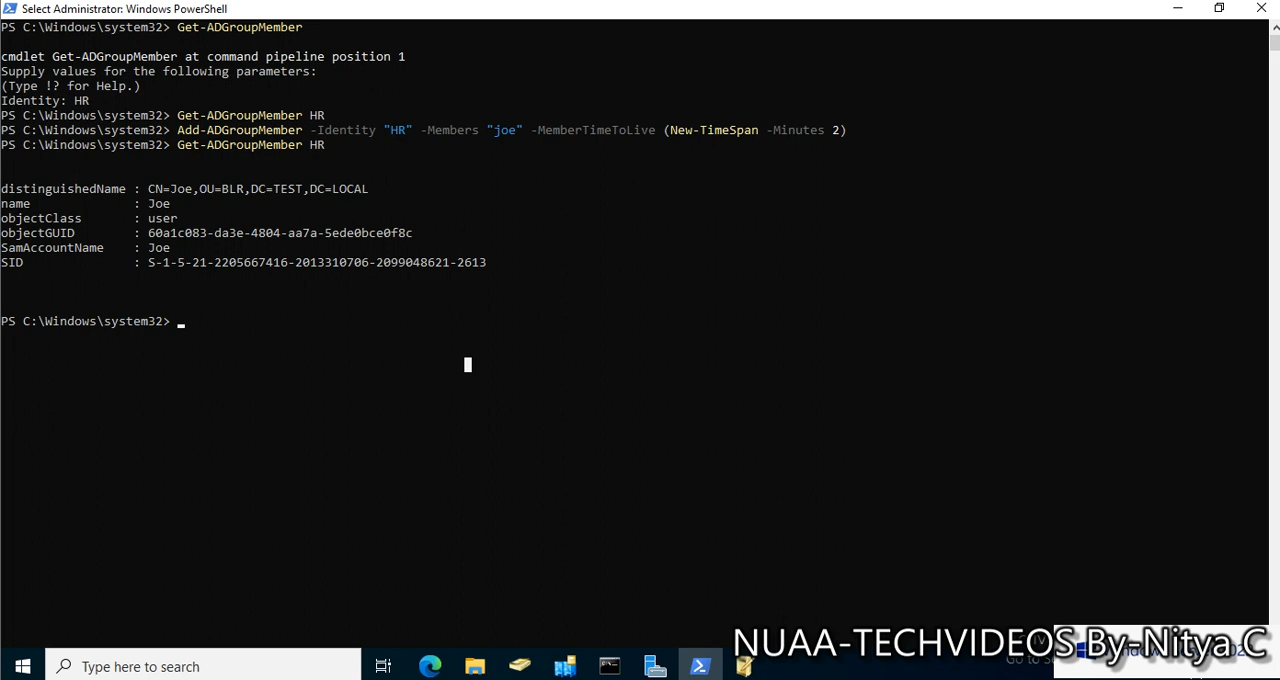 Select Administrator: Windows PowerShell
PS C:\Windows\system32> Get-ADGroupMember
cmdlet Get-ADGroupMember at command pipeline position 1
Supply values for the following parameters:
(Type !? for Help.)
Identity: HR
PS C:\Windows\system32> Get-ADGroupMember HR
PS C:\Windows\system32> Add-ADGroupMember -Identity "HR" -Members "joe" -MemberTimeToLive (New-TimeSpan -Minutes 2)
PS C:\Windows\system32> Get-ADGroupMember HR
distinguishedName : CN=Joe,OU=BLR,DC=TEST,DC=LOCAL
name : Joe
objectClass : user
objectGUID : 60a1c083-da3e-4804-aa7a-5ede0bce0f8c
SamAccountName : Joe
SID : S-1-5-21-2205667416-2013310706-2099048621-2613
PS C:\Windows\system32>
NUAA-TECHVIDEOS By-Nitya C
Type here to search